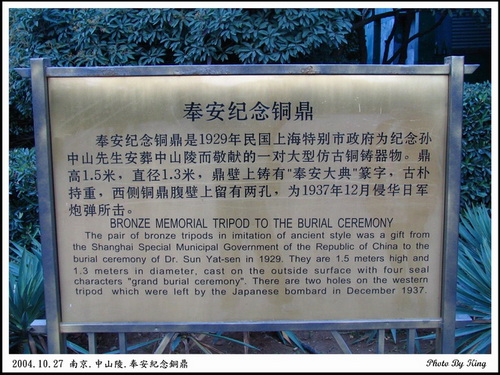 奉安纪念铜鼎
奉安纪念铜鼎是1929年民国上海特别市政府为纪念孙
中山先生安葬中山陵而敬献的一对大型仿古铜铸器物。鼎
高1.5米，直径1.3米，鼎壁上铸有"奉安大典"篆字，古朴
持重，西侧铜鼎腹壁上留有两孔，为1937年12月侵华日军
炮弹所击。
BRONZE MEMORIAL TRIPOD TO THE BURIAL CEREMONY
The pair of bronze tripods in imitation of ancient style was a gift from
the Shanghai Special Municipal Government of the Republic of China to the
burial ceremony of Dr. Sun Yat-sen in 1929. They are 1.5 meters high and
1.3 meters in diameter, cast on the outside surface with four seal
characters "grand burial ceremony". There are two holes on the western
tripod which were left by the Japanese bombard in December 1937.
2004.10.27 南京.中山陵.奉安紀念銅鼎
Photo By King